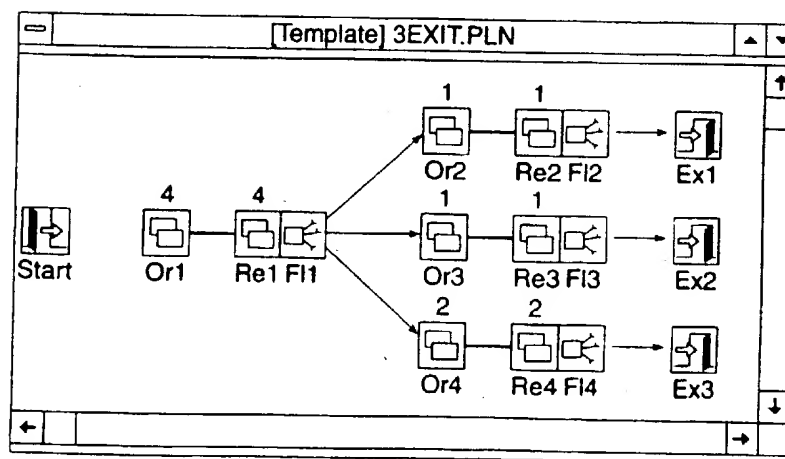 [Template] 3EXIT.PLN
1 1
Or2 Re2 Fl2 Ex1
4 4
Start Or1 Re1 Fl1
1 1
Or3 Re3 Fl3 Ex2
2 2
Or4 Re4 Fl4 Ex3